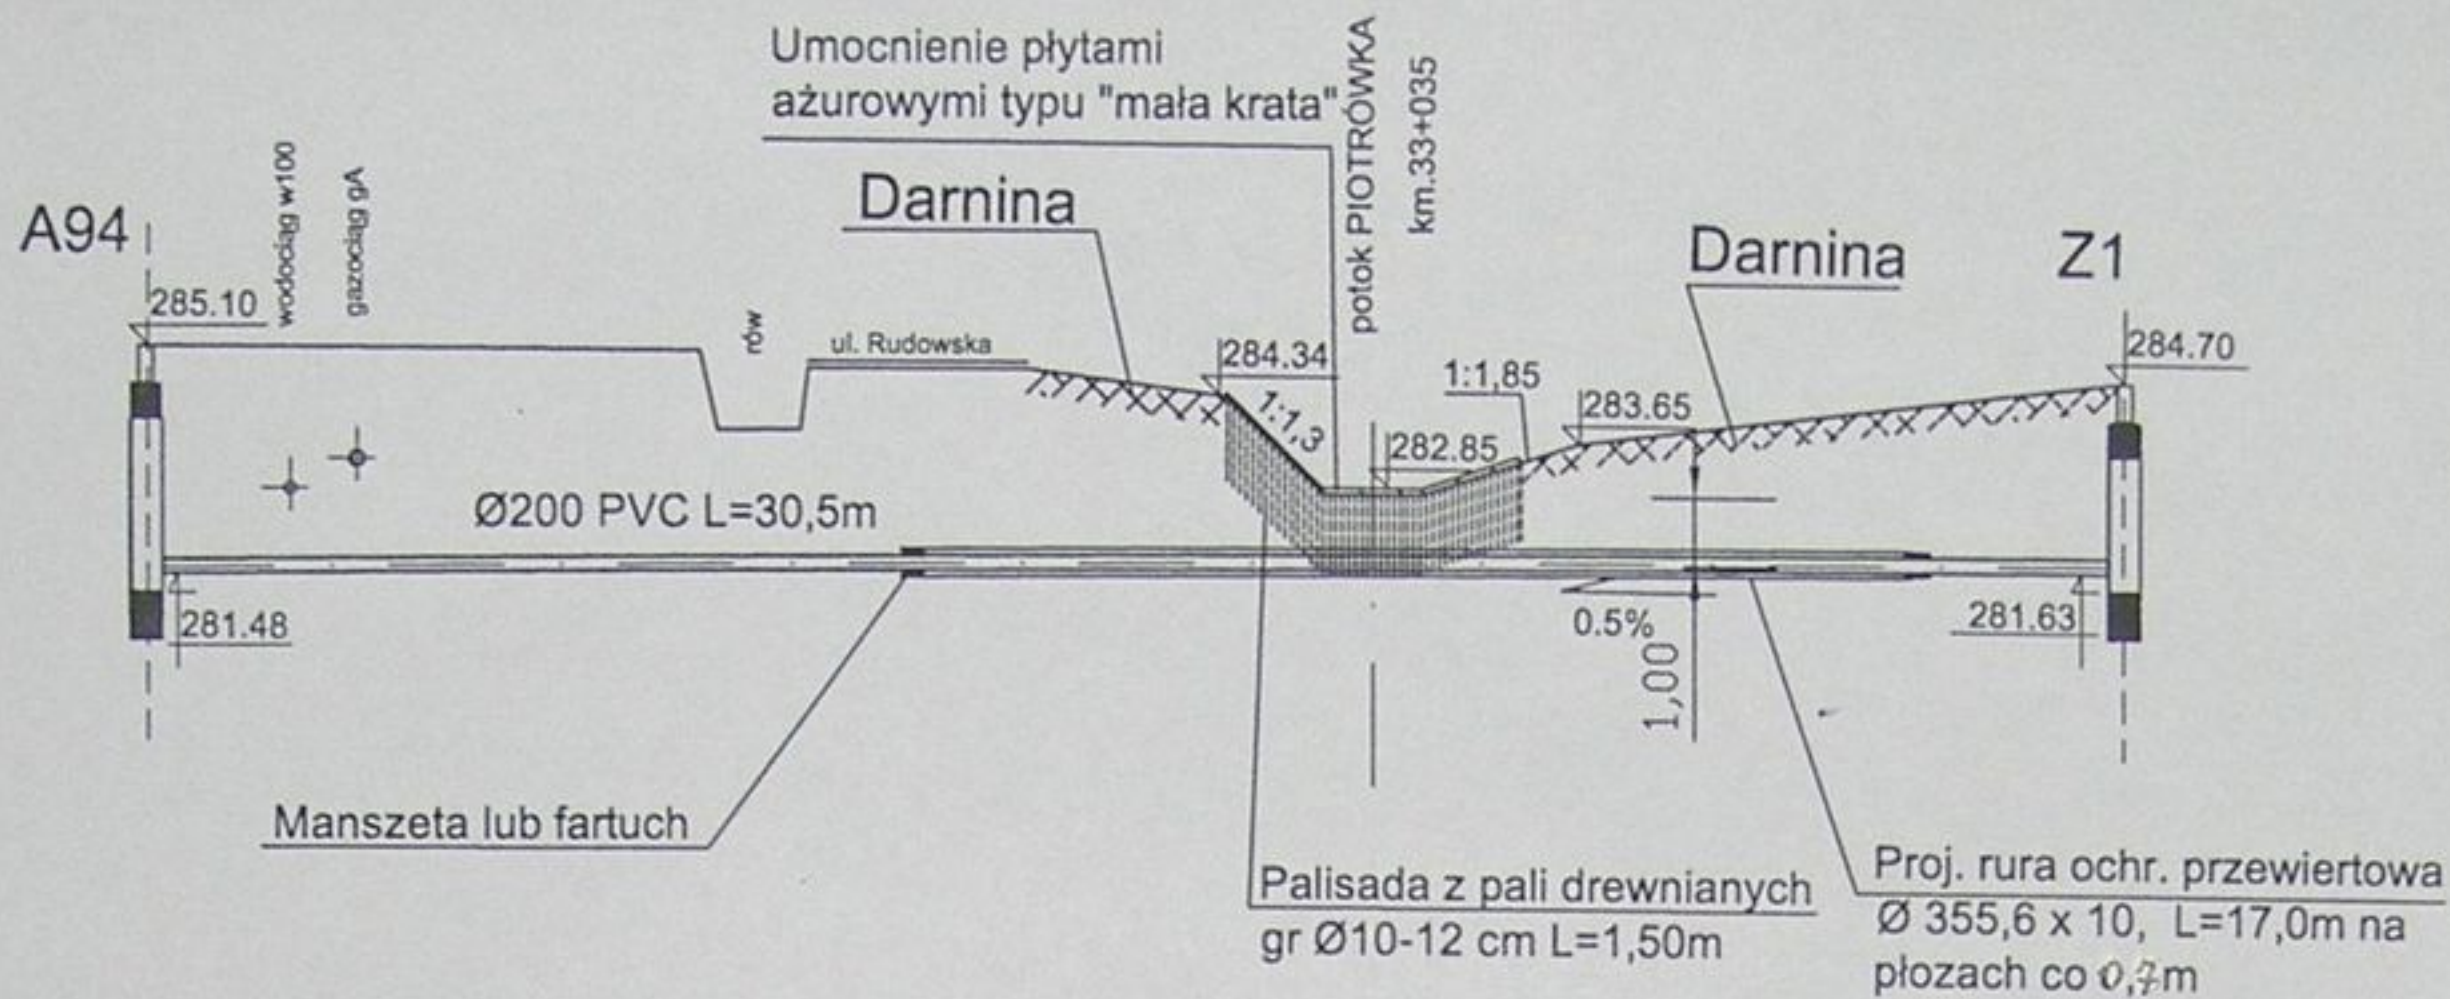 Umocnienie płytami
ażurowymi typu "mała krata"
potok PIOTRÓWKA
km.33+035
wodociąg w100
gazociąg gA
A94
Darnina
Darnina
Z1
285.10
rów
ul. Rudowska
284.34
1:1,3
1:1,85
283.65
284.70
282.85
Ø200 PVC L=30,5m
281.48
0.5%
281.63
1,00
Manszeta lub fartuch
Palisada z pali drewnianych
gr Ø10-12 cm L=1,50m
Proj. rura ochr. przewiertowa
Ø 355,6 x 10, L=17,0m na
płozach co 0,7m